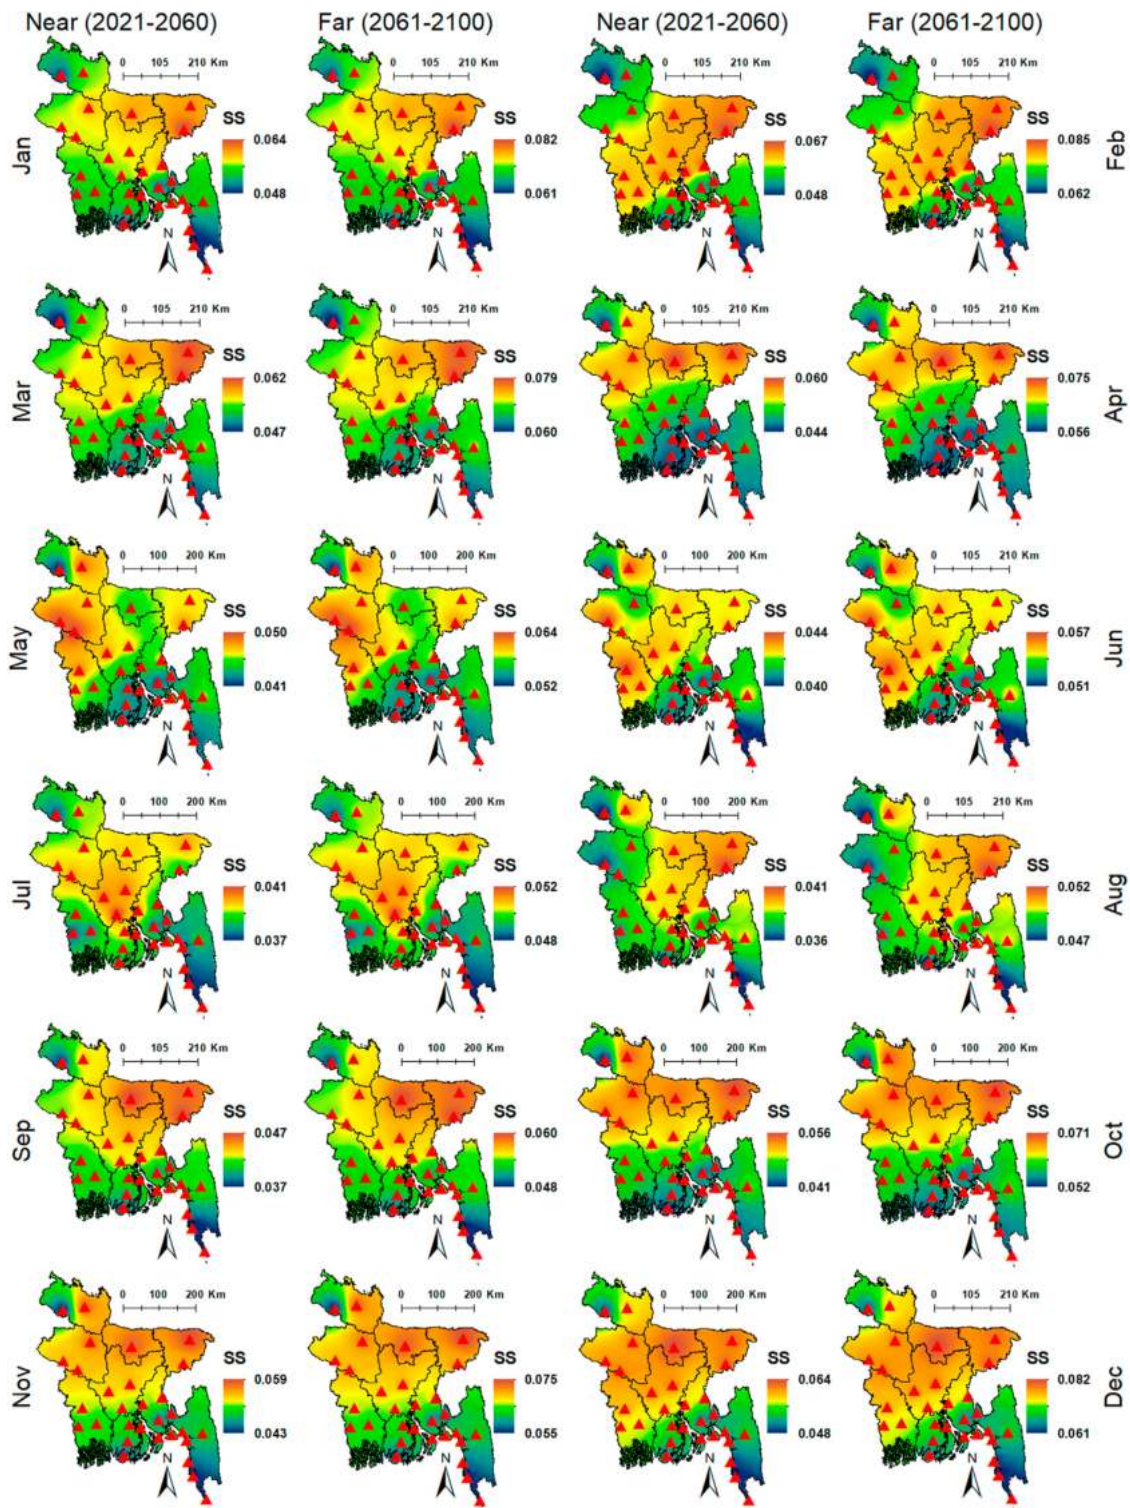 Near (2021-2060) Far (2061-2100) Near (2021-2060) Far (2061-2100)
0 105 210 Km 0 105 210 Km 0 105 210 Km 0 105 210 Km
Jan SS 0.064 0.048 N SS 0.082 0.061 N SS 0.067 0.048 N SS 0.085 0.062 N Feb
0 105 210 Km 0 105 210 Km 0 105 210 Km 0 105 210 Km
Mar SS 0.062 0.047 N SS 0.079 0.060 N SS 0.060 0.044 N SS 0.075 0.056 N Apr
0 100 200 Km 0 100 200 Km 0 100 200 Km 0 105 210 Km
May SS 0.050 0.041 N SS 0.064 0.052 N SS 0.044 0.040 N SS 0.057 0.051 N Jun
0 100 200 Km 0 100 200 Km 0 100 200 Km 0 105 210 Km
Jul SS 0.041 0.037 N SS 0.052 0.048 N SS 0.041 0.036 N SS 0.052 0.047 N Aug
0 105 210 Km 0 100 200 Km 0 100 200 Km 0 100 200 Km
Sep SS 0.047 0.037 N SS 0.060 0.048 N SS 0.056 0.041 N SS 0.071 0.052 N Oct
0 100 200 Km 0 100 200 Km 0 100 200 Km 0 105 210 Km
Nov SS 0.059 0.043 N SS 0.075 0.055 N SS 0.064 0.048 N SS 0.082 0.061 N Dec